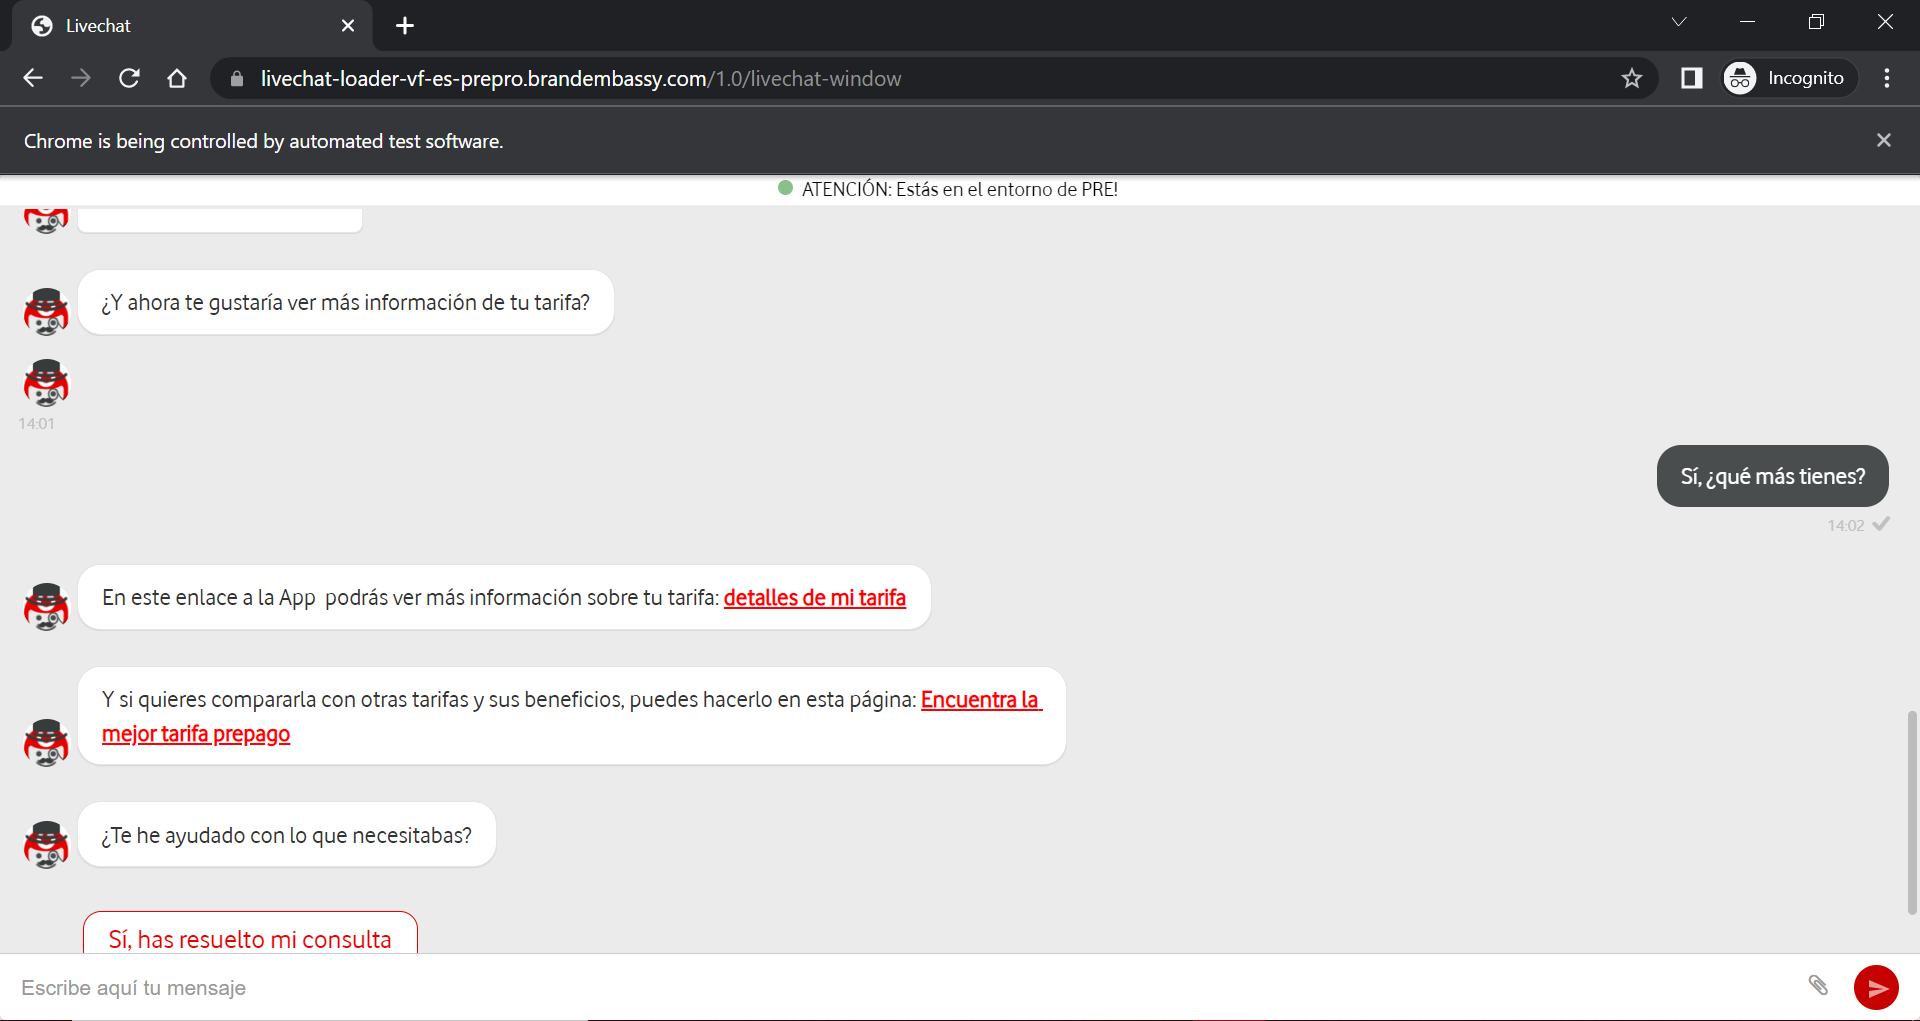 Livechat
livechat-loader-vf-es-prepro.brandembassy.com/1.0/livechat-window
Incognito
Chrome is being controlled by automated test software.
ATENCIÓN: Estás en el entorno de PRE!
¿Y ahora te gustaría ver más información de tu tarifa?
14:01
Sí, ¿qué más tienes?
14:02
En este enlace a la App podrás ver más información sobre tu tarifa: detalles de mi tarifa
Y si quieres compararla con otras tarifas y sus beneficios, puedes hacerlo en esta página: Encuentra la
mejor tarifa prepago
¿Te he ayudado con lo que necesitabas?
Sí, has resuelto mi consulta
Escribe aquí tu mensaje